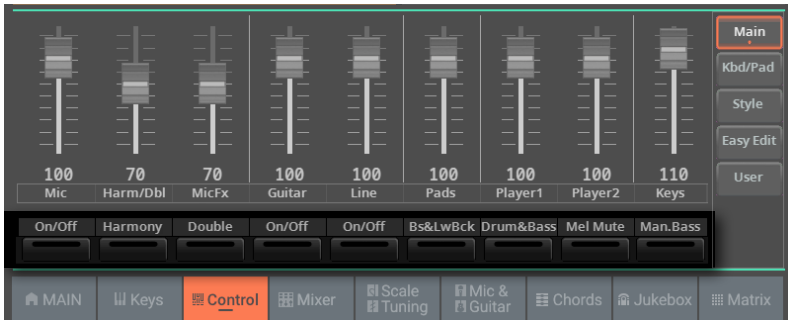 Main
Kbd/Pad
Style
Easy Edit
User
100 70 70 100 100 100 100 100 110
Mic Harm/Dbl MicFx Guitar Line Pads Player1 Player2 Keys
On/Off Harmony Double On/Off On/Off Bs&LwBck Drum&Bass Mel Mute Man.Bass
MAIN Keys Control Mixer Scale Tuning Mic & Guitar Chords Jukebox Matrix